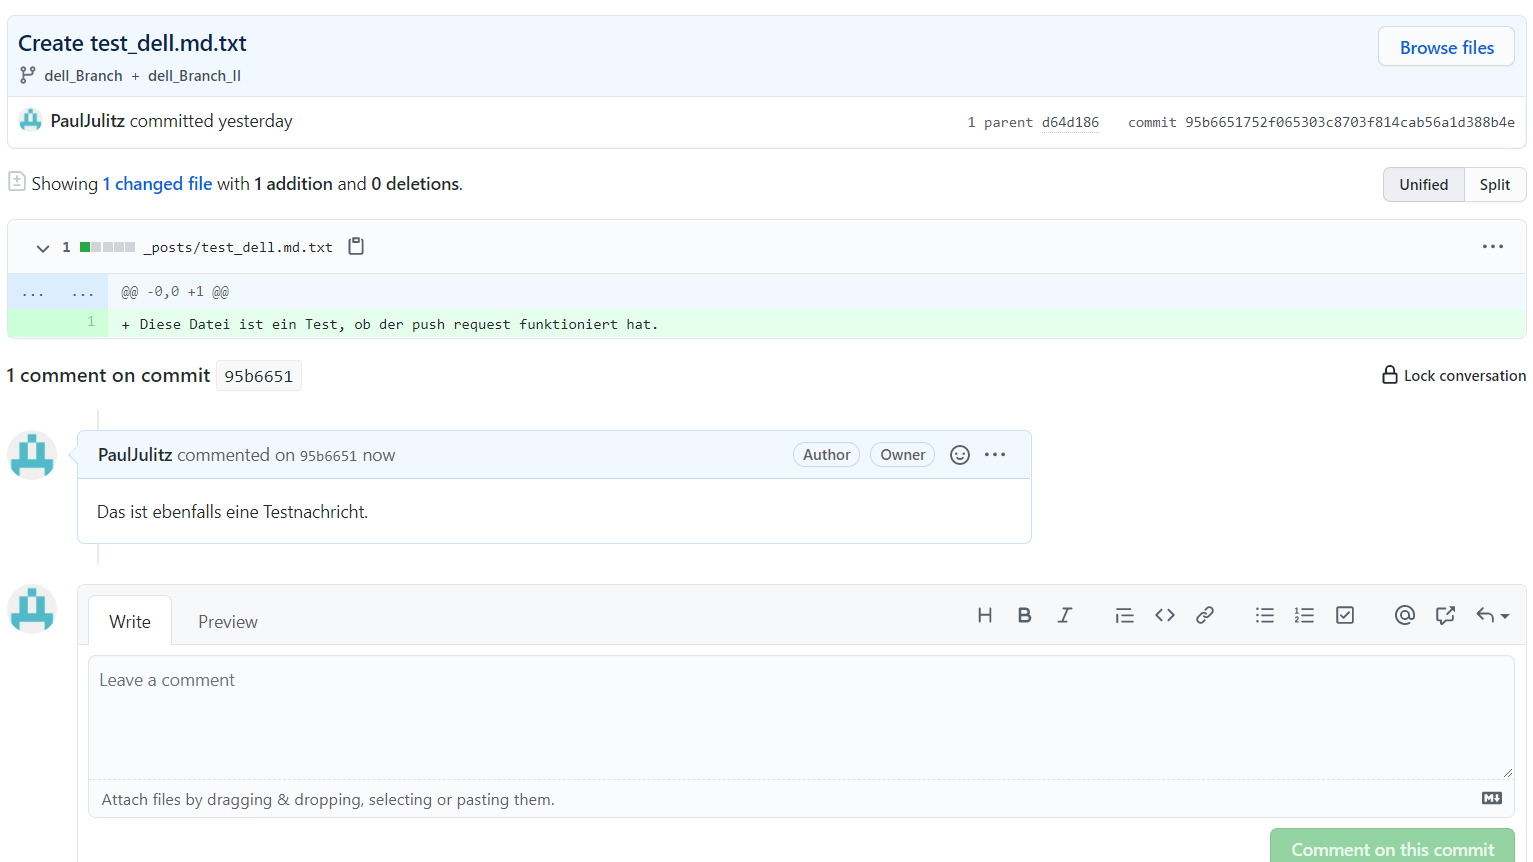 Create test_dell.md.txt
Browse files
dell_Branch + dell_Branch_II
PaulJulitz committed yesterday
1 parent d64d186 commit 95b6651752f065303c8703f814cab56a1d388b4e
Showing 1 changed file with 1 addition and 0 deletions.
Unified Split
1 _posts/test_dell.md.txt
... ... @@ -0,0 +1 @@
1 + Diese Datei ist ein Test, ob der push request funktioniert hat.
1 comment on commit 95b6651
Lock conversation
PaulJulitz commented on 95b6651 now
Author Owner
Das ist ebenfalls eine Testnachricht.
Write Preview
Leave a comment
Attach files by dragging & dropping, selecting or pasting them.
Comment on this commit